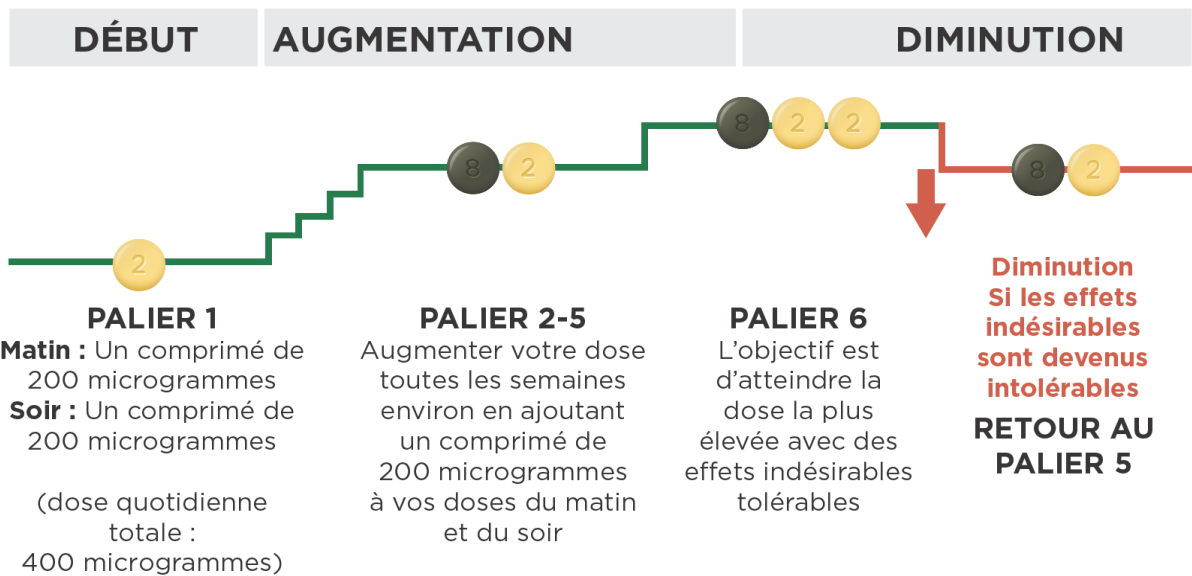 DÉBUT
AUGMENTATION
DIMINUTION
2
8
2
8
2
2
8
2
PALIER 1
Matin : Un comprimé de
200 microgrammes
Soir : Un comprimé de
200 microgrammes
(dose quotidienne
totale :
400 microgrammes)
PALIER 2-5
Augmenter votre dose
toutes les semaines
environ en ajoutant
un comprimé de
200 microgrammes
à vos doses du matin
et du soir
PALIER 6
L’objectif est
d’atteindre la
dose la plus
élevée avec des
effets indésirables
tolérables
Diminution
Si les effets
indésirables
sont devenus
intolérables
RETOUR AU
PALIER 5